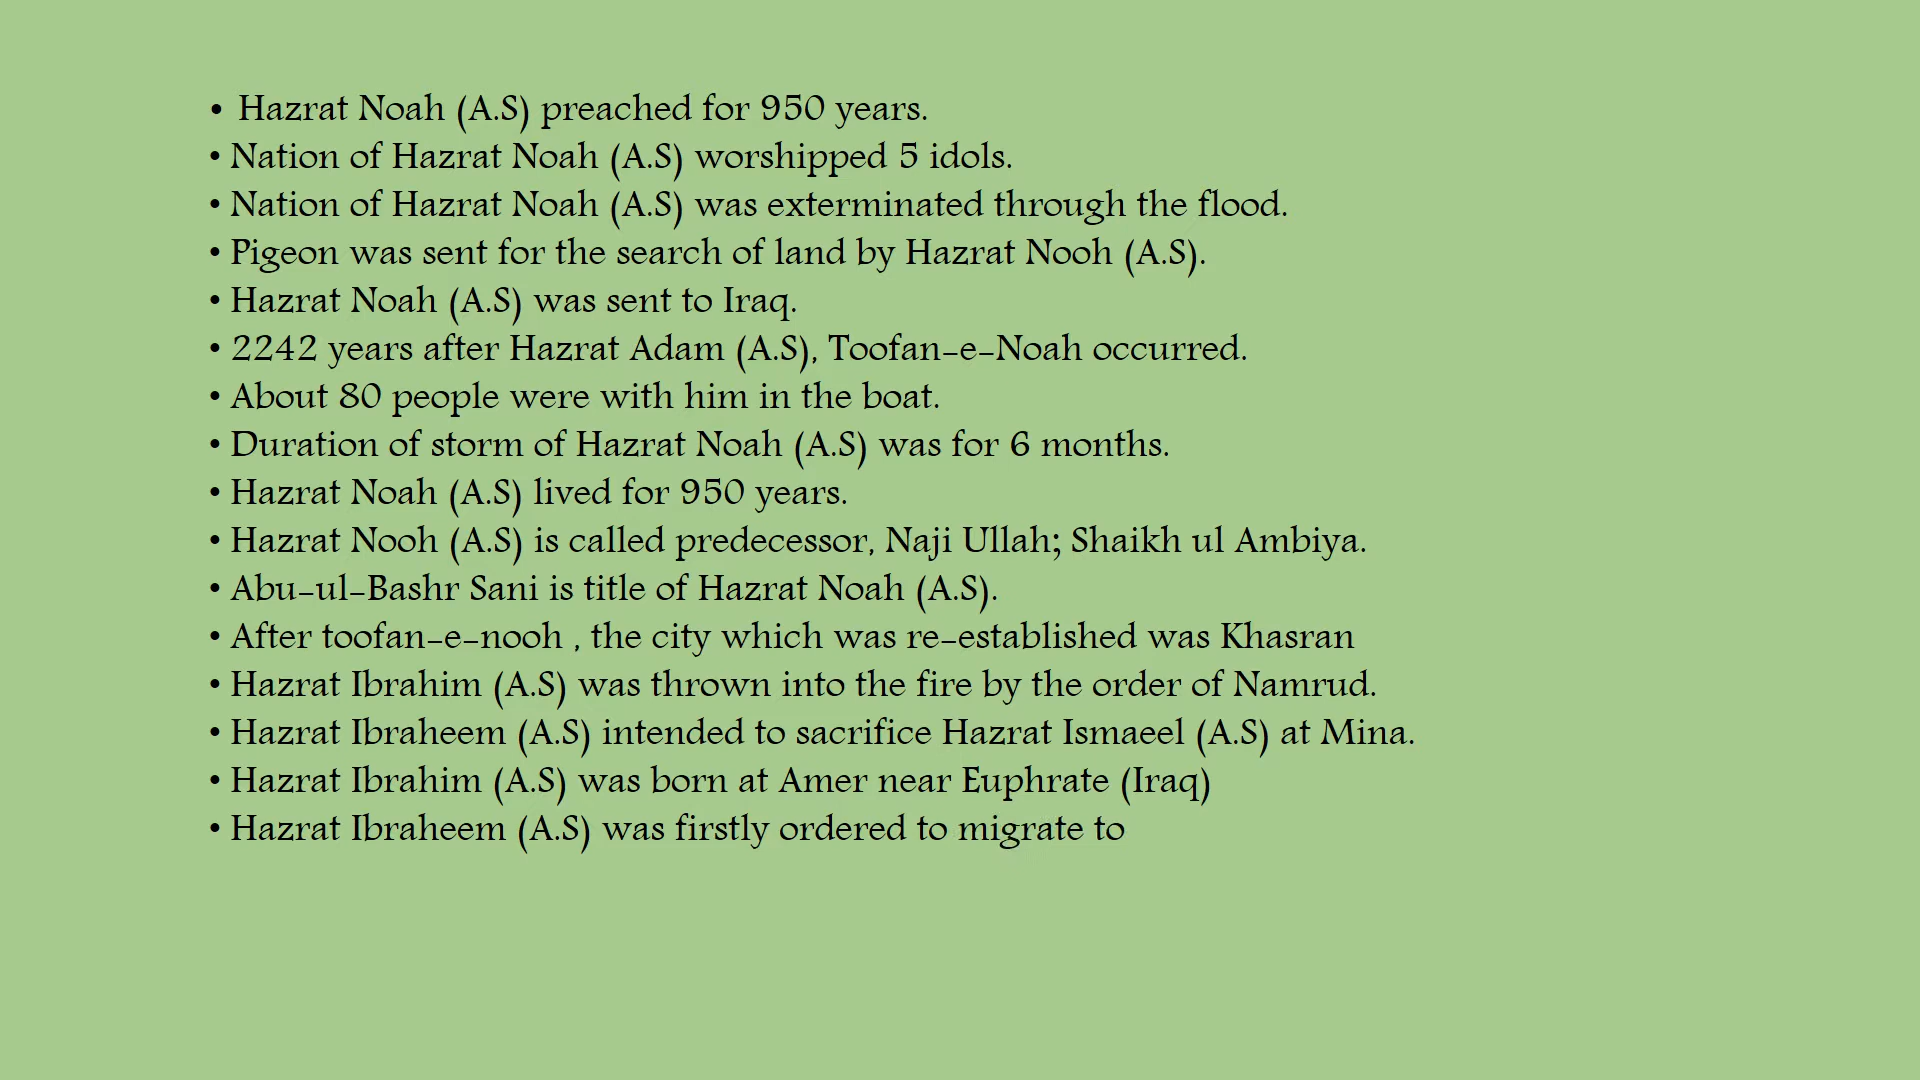 • Hazrat Noah (A.S) preached for 950 years.
• Nation of Hazrat Noah (A.S) worshipped 5 idols.
• Nation of Hazrat Noah (A.S) was exterminated through the flood.
• Pigeon was sent for the search of land by Hazrat Nooh (A.S).
• Hazrat Noah (A.S) was sent to Iraq.
• 2242 years after Hazrat Adam (A.S), Toofan-e-Noah occurred.
• About 80 people were with him in the boat.
• Duration of storm of Hazrat Noah (A.S) was for 6 months.
• Hazrat Noah (A.S) lived for 950 years.
• Hazrat Nooh (A.S) is called predecessor, Naji Ullah; Shaikh ul Ambiya.
• Abu-ul-Bashr Sani is title of Hazrat Noah (A.S).
• After toofan-e-nooh , the city which was re-established was Khasran
• Hazrat Ibrahim (A.S) was thrown into the fire by the order of Namrud.
• Hazrat Ibraheem (A.S) intended to sacrifice Hazrat Ismaeel (A.S) at Mina.
• Hazrat Ibrahim (A.S) was born at Amer near Euphrate (Iraq)
• Hazrat Ibraheem (A.S) was firstly ordered to migrate to